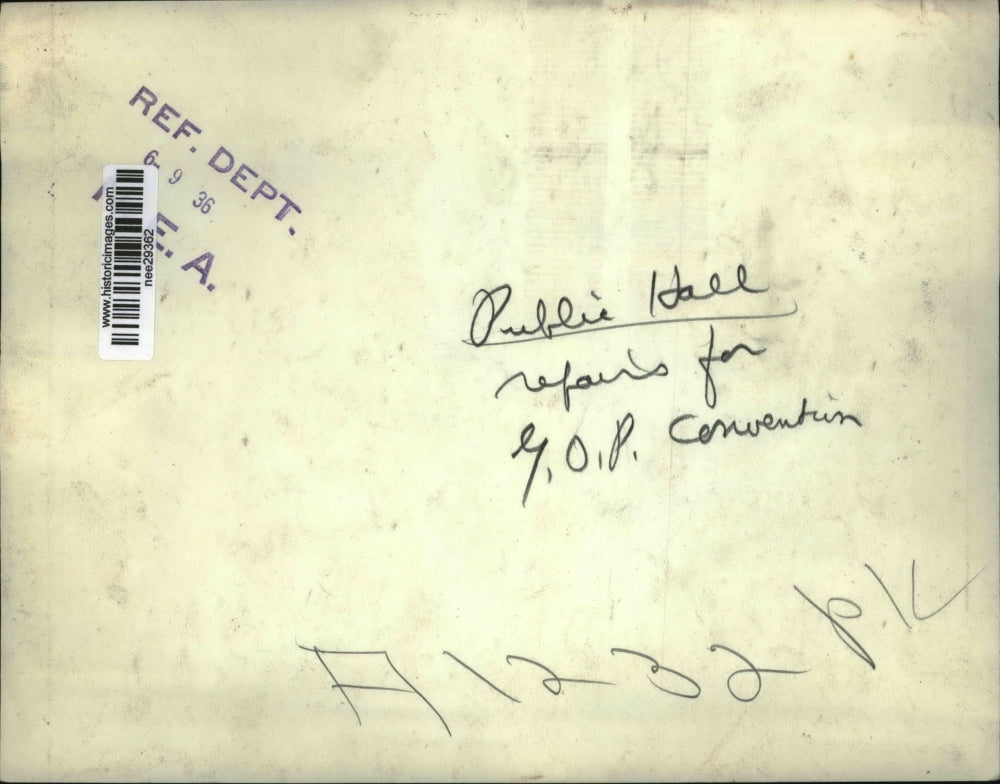 REF. DEPT.
6- 9 36
E. A.
www.historicimages.com
nee29362
Public Hall
repairs for
G.O.P. Convention
A1232 PK